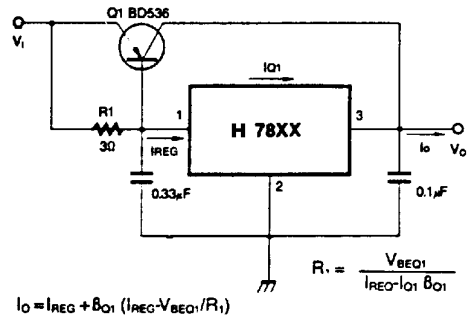 Q1 BD536
VI
IQ1
R1
3Ω
1
IREG
H 78XX
3
IO
VO
2
0.33µF
0.1µF
R1 = VBEQ1 / IREQ-IQ1 βQ1
IO = IREG + βQ1 (IREG-VBEQ1/R1)